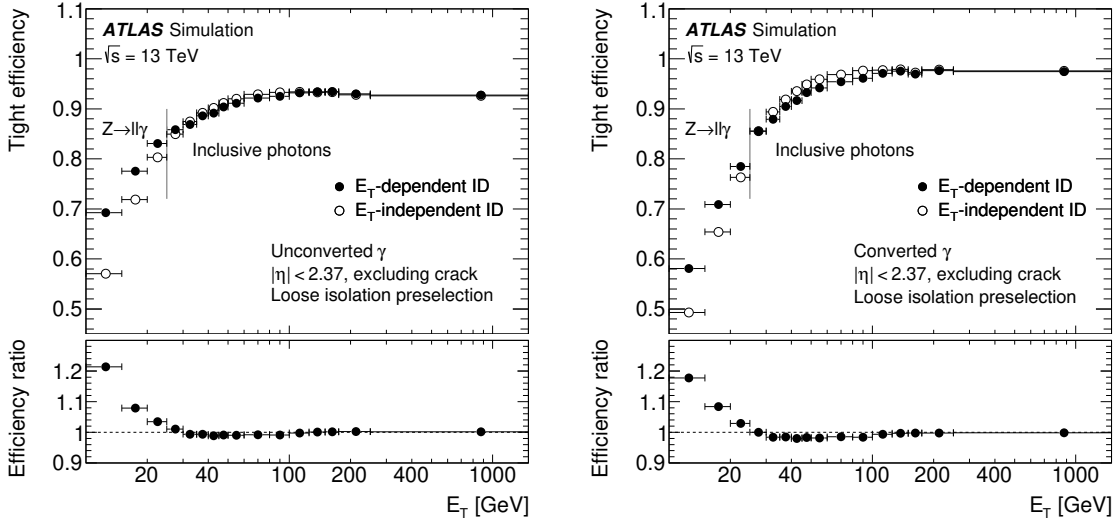 ATLAS Simulation
√s = 13 TeV
Z→llγ
Inclusive photons
E_T-dependent ID
E_T-independent ID
Unconverted γ
|η| < 2.37, excluding crack
Loose isolation preselection
Tight efficiency
1.1
1
0.9
0.8
0.7
0.6
0.5
Efficiency ratio
1.2
1.1
1
0.9
20 40 100 200 400 1000
E_T [GeV]
ATLAS Simulation
√s = 13 TeV
Z→llγ
Inclusive photons
E_T-dependent ID
E_T-independent ID
Converted γ
|η| < 2.37, excluding crack
Loose isolation preselection
Tight efficiency
1.1
1
0.9
0.8
0.7
0.6
0.5
Efficiency ratio
1.2
1.1
1
0.9
20 40 100 200 400 1000
E_T [GeV]